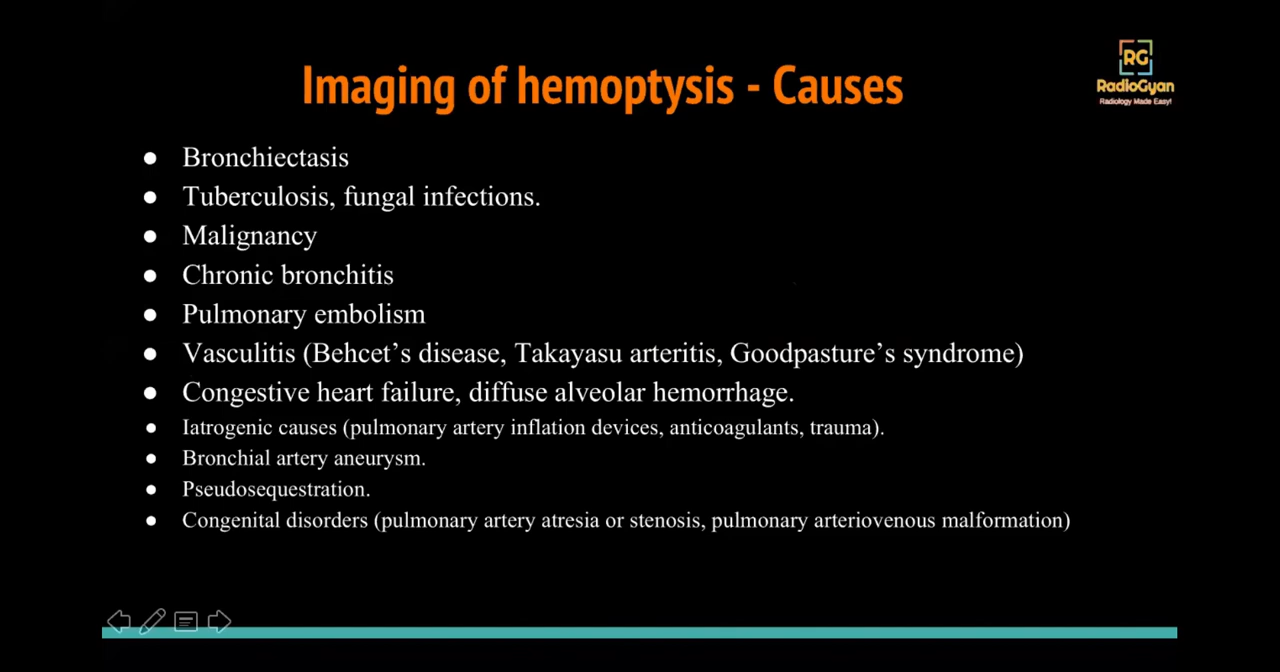 Imaging of hemoptysis - Causes
RG
RadioGyan
Radiology Made Easy!
● Bronchiectasis
● Tuberculosis, fungal infections.
● Malignancy
● Chronic bronchitis
● Pulmonary embolism
● Vasculitis (Behcet’s disease, Takayasu arteritis, Goodpasture’s syndrome)
● Congestive heart failure, diffuse alveolar hemorrhage.
● Iatrogenic causes (pulmonary artery inflation devices, anticoagulants, trauma).
● Bronchial artery aneurysm.
● Pseudosequestration.
● Congenital disorders (pulmonary artery atresia or stenosis, pulmonary arteriovenous malformation)